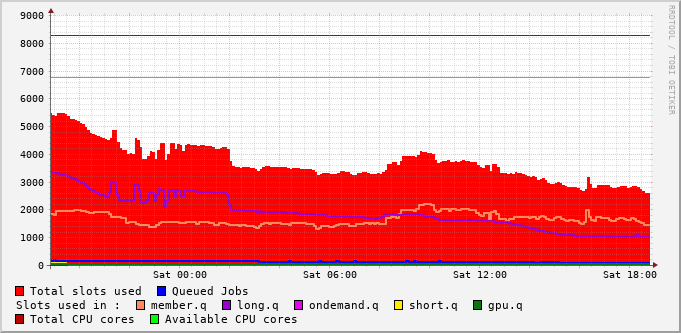 RRDTOOL / TOBI OETIKER
9000
8000
7000
6000
5000
4000
3000
2000
1000
0
Sat 00:00 Sat 06:00 Sat 12:00 Sat 18:00
Total slots used Queued Jobs
Slots used in : member.q long.q ondemand.q short.q gpu.q
Total CPU cores Available CPU cores